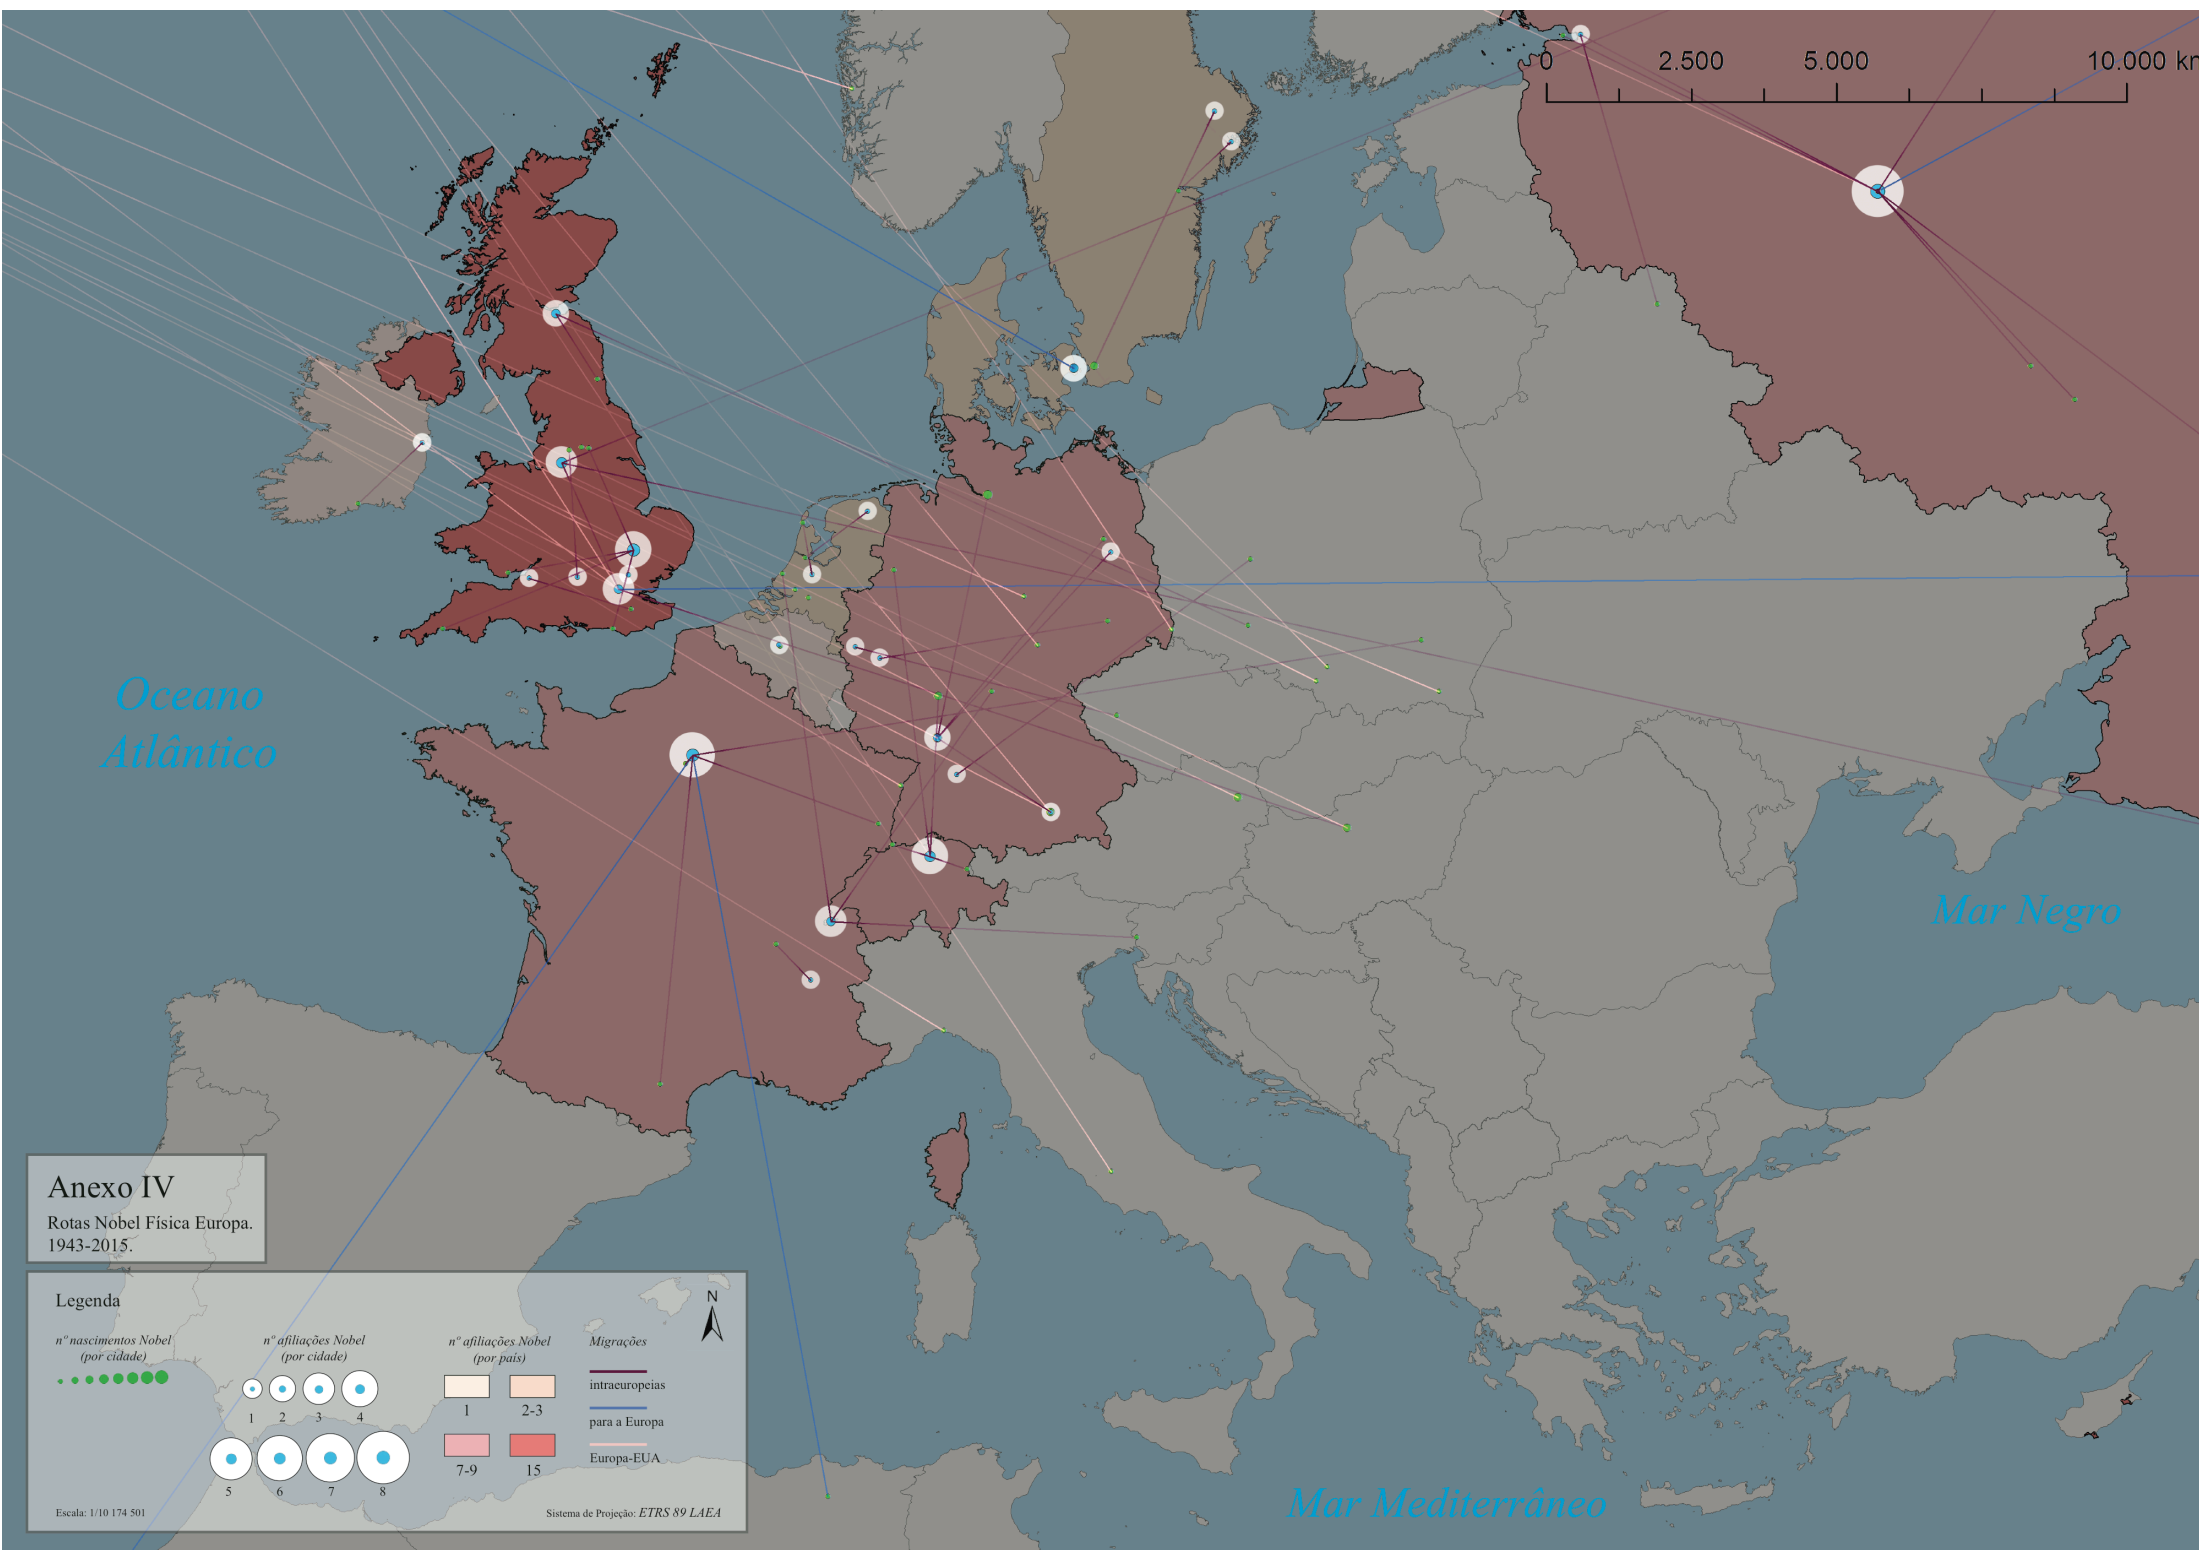 0 2.500 5.000 10.000 km
Oceano
Atlântico
Mar Negro
Mar Mediterrâneo
Anexo IV
Rotas Nobel Física Europa.
1943-2015.
Legenda
N
nº nascimentos Nobel
(por cidade)
nº afiliações Nobel
(por cidade)
1 2 3 4
5 6 7 8
nº afiliações Nobel
(por país)
1 2-3
7-9 15
Migrações
intraeuropeias
para a Europa
Europa-EUA
Escala: 1/10 174 501
Sistema de Projeção: ETRS 89 LAEA